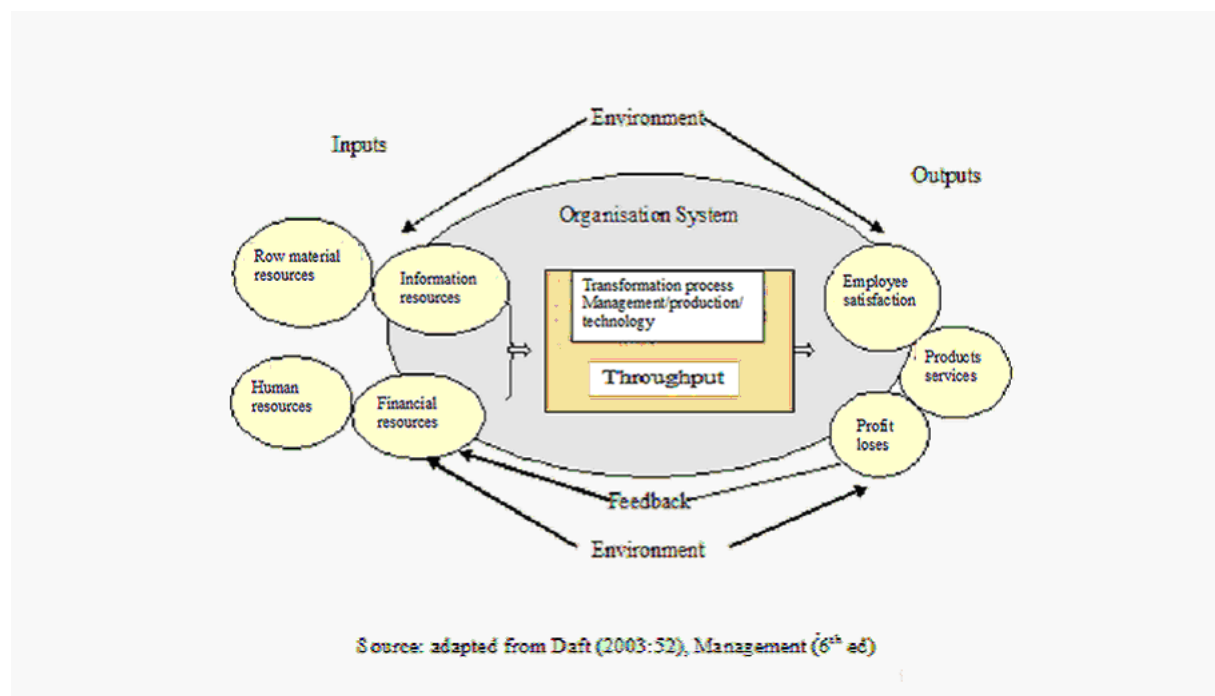 Environment
Inputs
Outputs
Organisation System
Row material
resources
Information
resources
Transformation process
Management/production/
technology
Employee
satisfaction
Throughput
Products
services
Human
resources
Financial
resources
Profit
loses
Feedback
Environment
Source: adapted from Daft (2003:52), Management (6th ed)